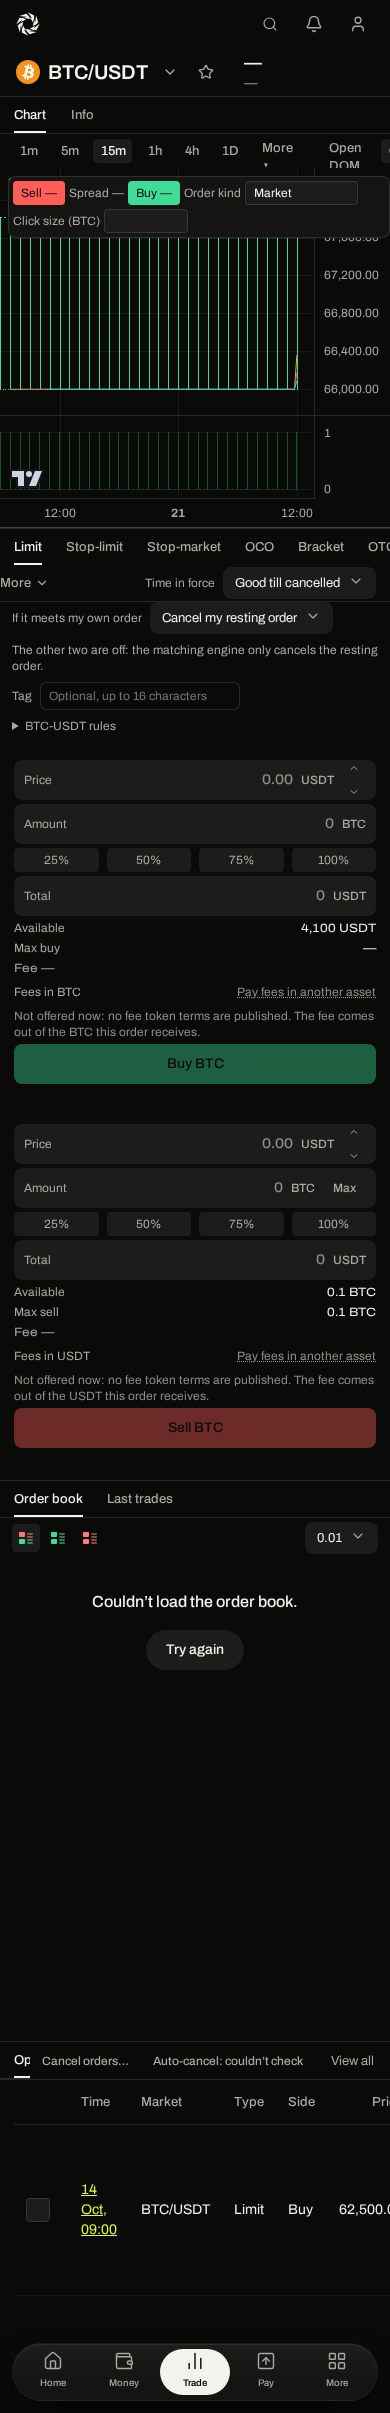 BTC/USDT
—
—
Chart Info
1m 5m 15m 1h 4h 1D More Open DOM
Sell — Spread — Buy — Order kind Market
Click size (BTC)
67,200.00
66,800.00
66,400.00
66,000.00
1
0
12:00 21 12:00
Limit Stop-limit Stop-market OCO Bracket
More Time in force Good till cancelled
If it meets my own order Cancel my resting order
The other two are off: the matching engine only cancels the resting
order.
Tag Optional, up to 16 characters
BTC-USDT rules
Price 0.00 USDT
Amount 0 BTC
25% 50% 75% 100%
Total 0 USDT
Available 4,100 USDT
Max buy —
Fee —
Fees in BTC Pay fees in another asset
Not offered now: no fee token terms are published. The fee comes
out of the BTC this order receives.
Buy BTC
Price 0.00 USDT
Amount 0 BTC Max
25% 50% 75% 100%
Total 0 USDT
Available 0.1 BTC
Max sell 0.1 BTC
Fee —
Fees in USDT Pay fees in another asset
Not offered now: no fee token terms are published. The fee comes
out of the USDT this order receives.
Sell BTC
Order book Last trades
0.01
Couldn’t load the order book.
Try again
Op Cancel orders… Auto-cancel: couldn’t check View all
Time Market Type Side
14
Oct,
09:00
BTC/USDT Limit Buy 62,500.0
Home Money Trade Pay More